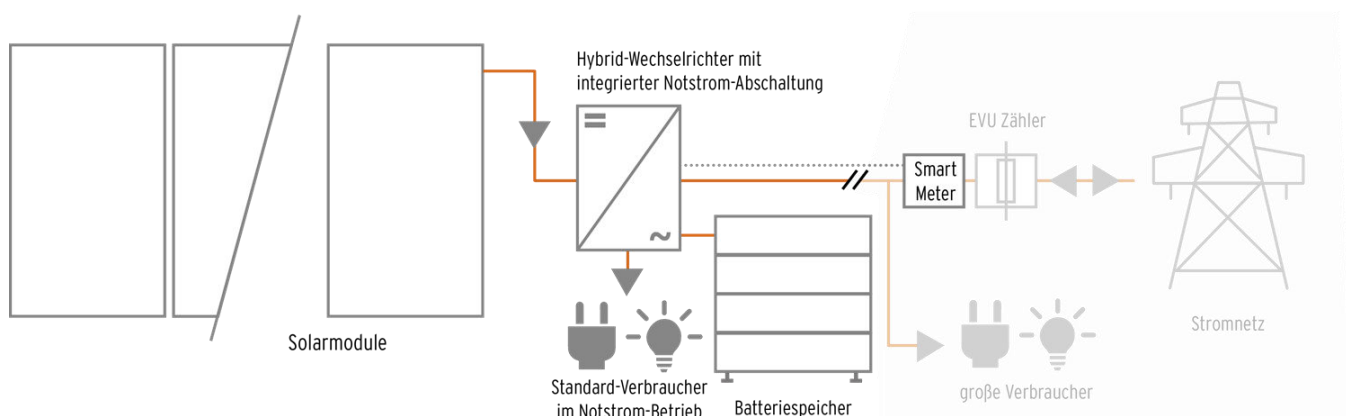 Hybrid-Wechselrichter mit
integrierter Notstrom-Abschaltung
EVU Zähler
Smart
Meter
Solarmodule
Stromnetz
Standard-Verbraucher
im Notstrom-Betrieb
Batteriespeicher
große Verbraucher